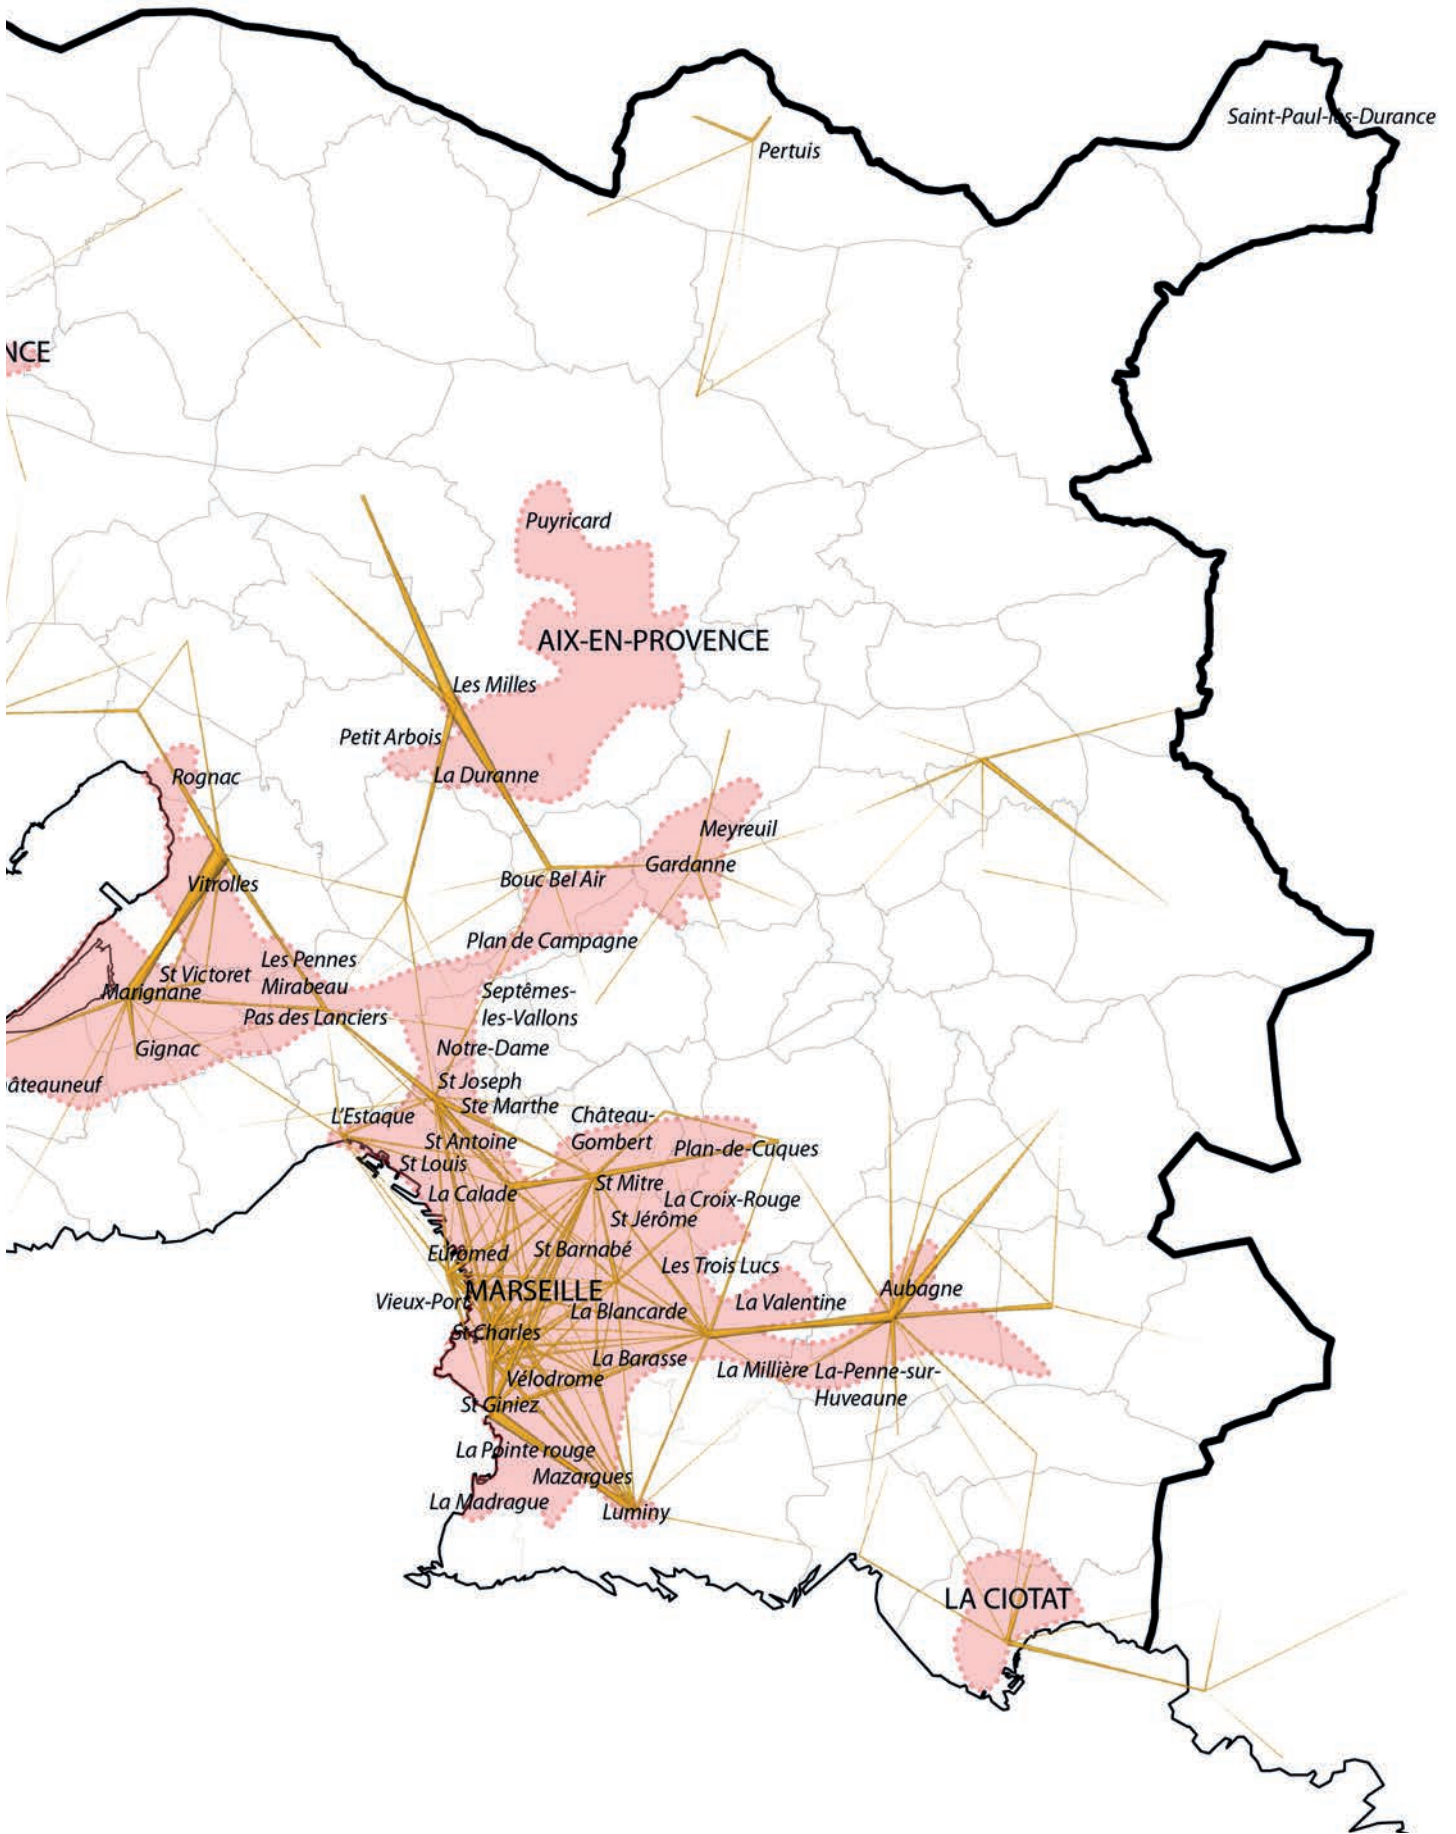 Saint-Paul-les-Durance
Pertuis
NCE
Puyricard
AIX-EN-PROVENCE
Les Milles
Petit Arbois
La Duranne
Rognac
Meyreuil
Gardanne
Bouc Bel Air
Vitrolles
Plan de Campagne
Les Pennes
Mirabeau
St Victoret
Marignane
Septêmes-
les-Vallons
Pas des Lanciers
Gignac
Notre-Dame
âteauneuf
St Joseph
Ste Marthe
L'Estaque
Château-
Gombert
St Antoine
Plan-de-Cuques
St Louis
St Mitre
La Calade
La Croix-Rouge
St Jérôme
Euromed
St Barnabé
Les Trois Lucs
MARSEILLE
Aubagne
Vieux-Port
La Valentine
La Blancarde
St Charles
La Barasse
La Millière
La-Penne-sur-
Huveaune
Vélodrome
St Giniez
La Pointe rouge
Mazargues
La Madrague
Luminy
LA CIOTAT